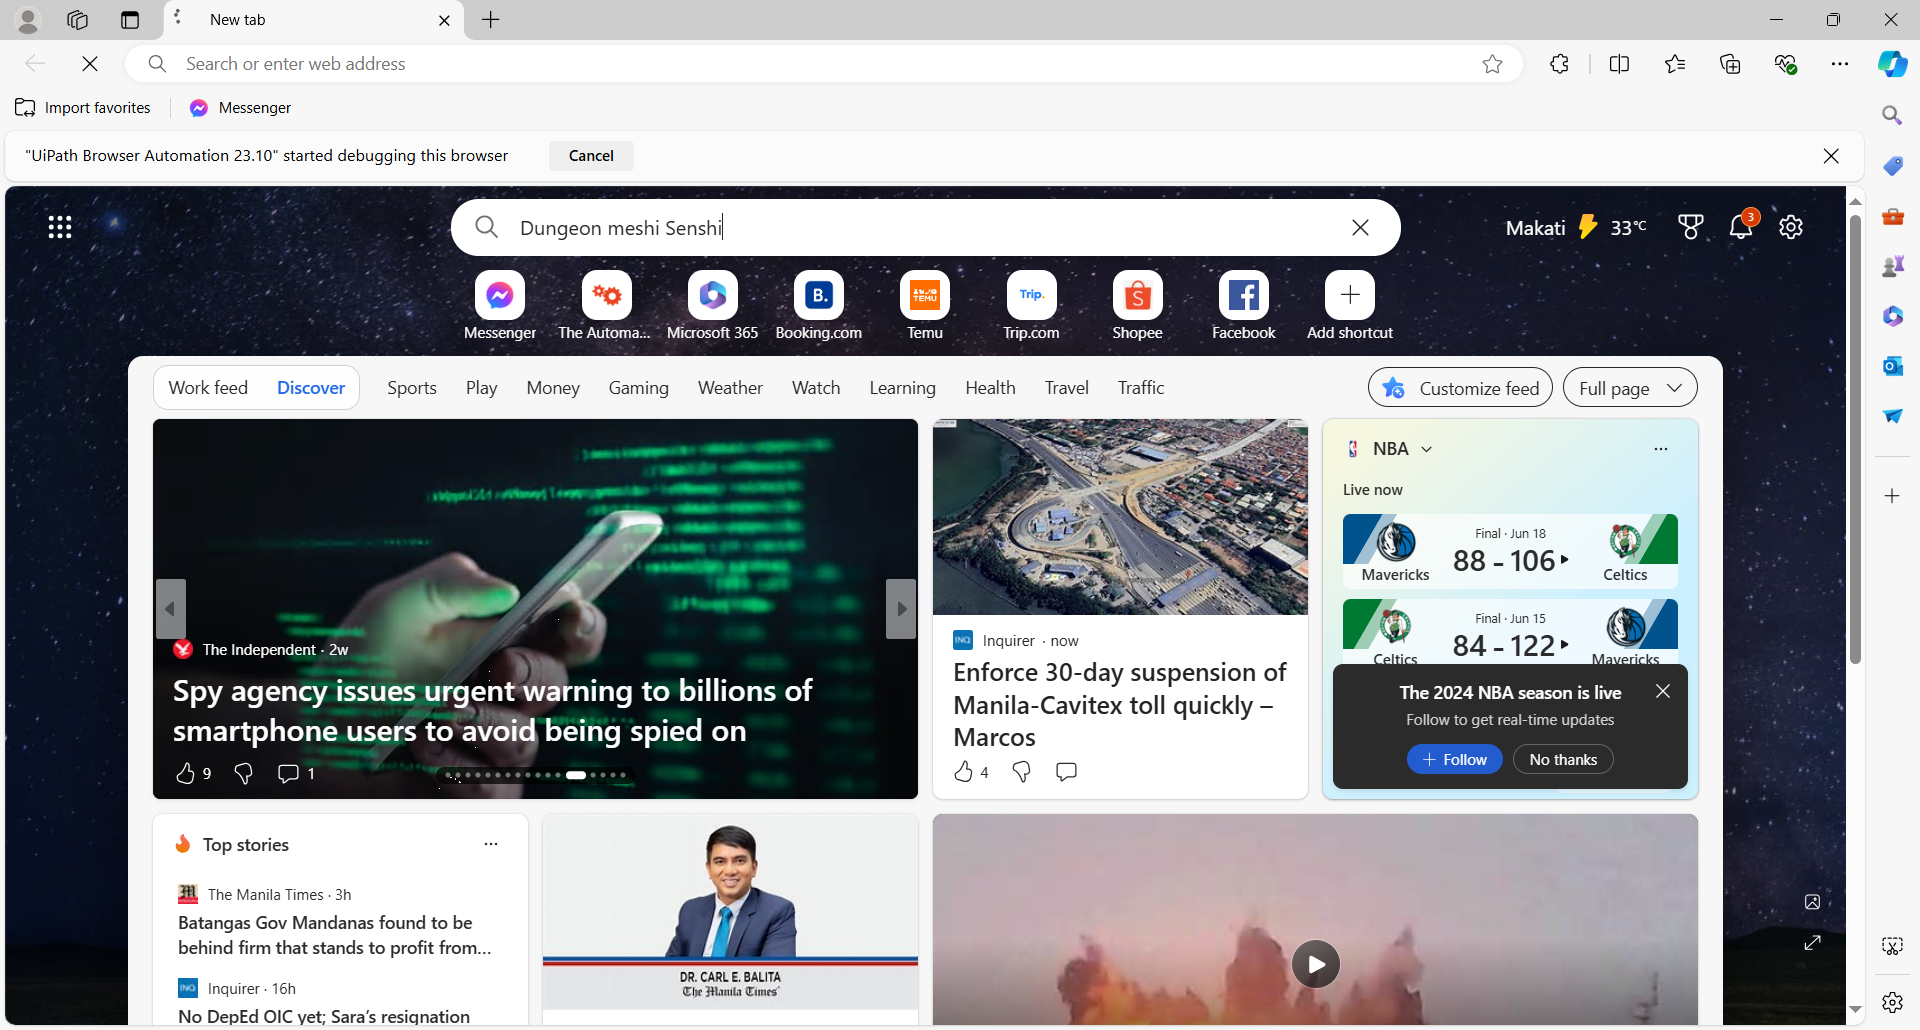 New tab
Search or enter web address
Import favorites
Messenger
"UiPath Browser Automation 23.10" started debugging this browser
Cancel
Dungeon meshi Senshi
Makati
33°C
3
B.
TEMU
Trip.
Messenger
The Automa...
Microsoft 365
Booking.com
Temu
Trip.com
Shopee
Facebook
Add shortcut
Work feed
Discover
Sports
Play
Money
Gaming
Weather
Watch
Learning
Health
Travel
Traffic
Customize feed
Full page
The Independent · 2w
Spy agency issues urgent warning to billions of
smartphone users to avoid being spied on
9
1
INQ
Inquirer · now
Enforce 30-day suspension of
Manila-Cavitex toll quickly –
Marcos
4
NBA
Live now
Final · Jun 18
88 - 106
Mavericks
Celtics
Final · Jun 15
84 - 122
Celtics
Mavericks
The 2024 NBA season is live
Follow to get real-time updates
Follow
No thanks
Top stories
The Manila Times · 3h
Batangas Gov Mandanas found to be
behind firm that stands to profit from...
INQ
Inquirer · 16h
No DepEd OIC yet; Sara's resignation
DR. CARL E. BALITA
The Manila Times